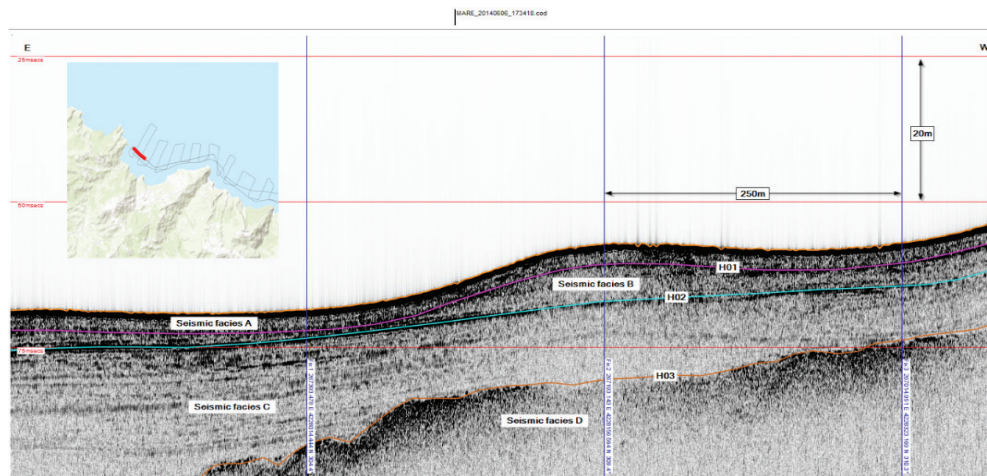 MARE_20140606_173418.cod
E
W
25msecs
20m
250m
50msecs
H01
Seismic facies B
H02
Seismic facies A
75msecs
H03
Seismic facies C
Seismic facies D